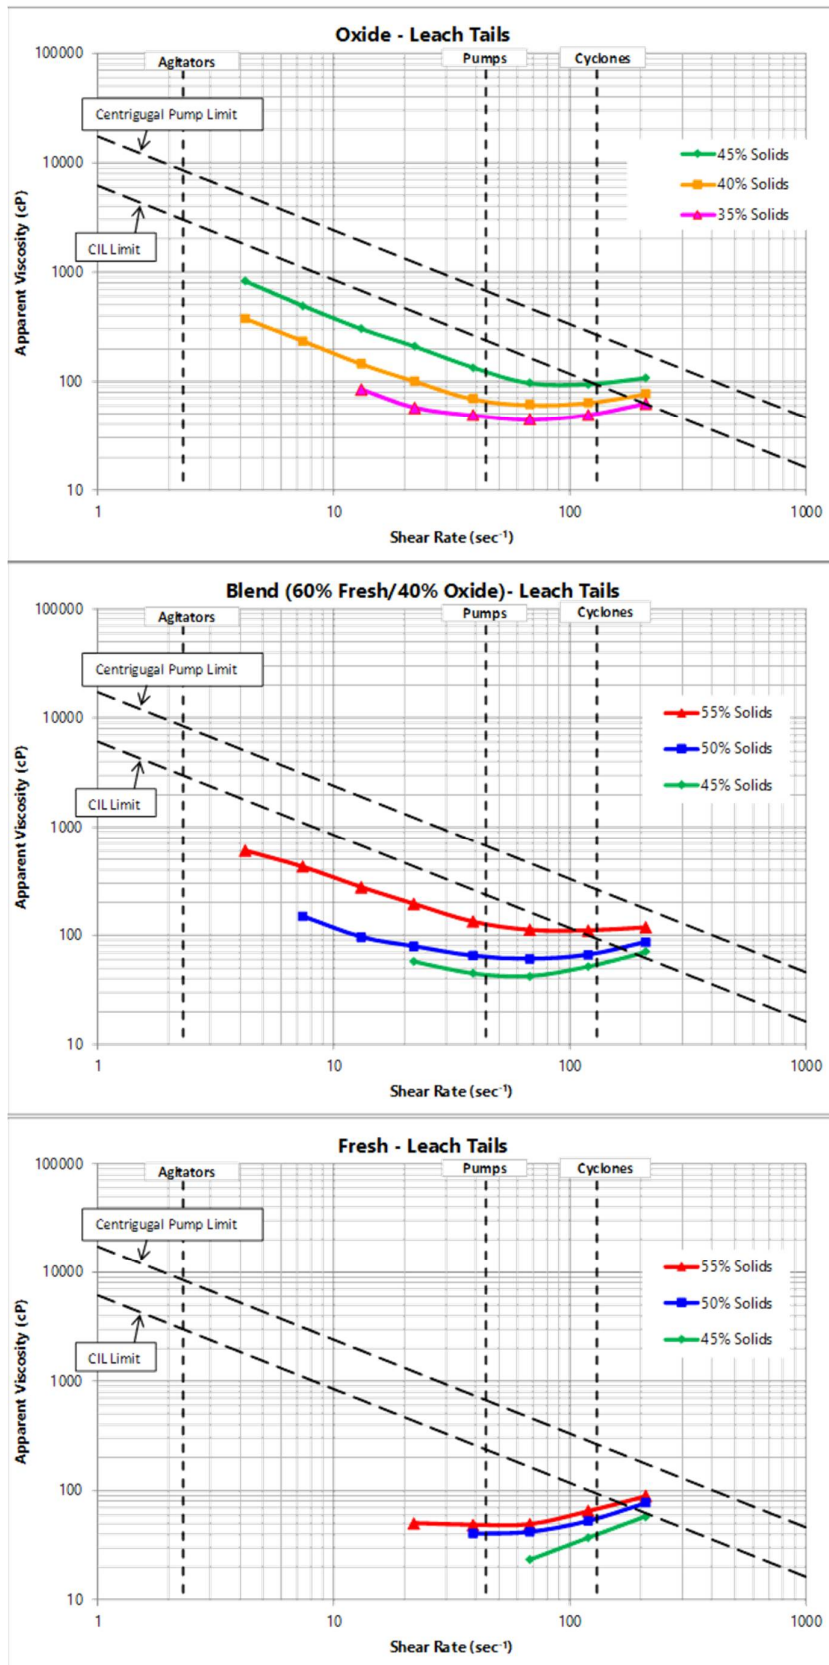 Oxide - Leach Tails
100000
Agitators
Pumps
Cyclones
Centrigugal Pump Limit
10000
45% Solids
40% Solids
35% Solids
CIL Limit
1000
100
10
1
10
100
1000
Apparent Viscosity (cP)
Shear Rate (sec⁻¹)
Blend (60% Fresh/40% Oxide)- Leach Tails
100000
Agitators
Pumps
Cyclones
Centrigugal Pump Limit
10000
55% Solids
50% Solids
45% Solids
CIL Limit
1000
100
10
1
10
100
1000
Apparent Viscosity (cP)
Shear Rate (sec⁻¹)
Fresh - Leach Tails
100000
Agitators
Pumps
Cyclones
Centrigugal Pump Limit
10000
55% Solids
50% Solids
45% Solids
CIL Limit
1000
100
10
1
10
100
1000
Apparent Viscosity (cP)
Shear Rate (sec⁻¹)